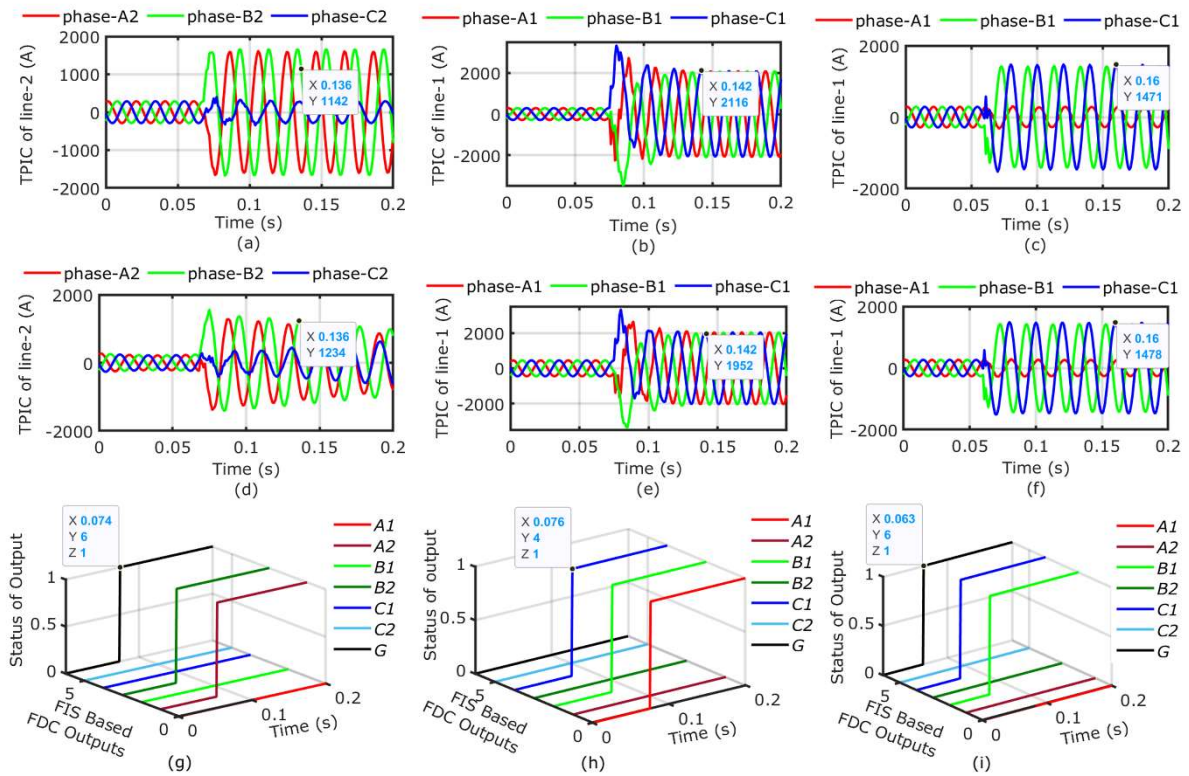 phase-A2 phase-B2 phase-C2
TPIC of line-2 (A)
2000
1000
0
-1000
-2000
X 0.136
Y 1142
0 0.05 0.1 0.15 0.2
Time (s)
(a)
phase-A1 phase-B1 phase-C1
TPIC of line-1 (A)
2000
0
-2000
X 0.142
Y 2116
0 0.05 0.1 0.15 0.2
Time (s)
(b)
phase-A1 phase-B1 phase-C1
TPIC of line-1 (A)
2000
0
-2000
X 0.16
Y 1471
0 0.05 0.1 0.15 0.2
Time (s)
(c)
phase-A2 phase-B2 phase-C2
TPIC of line-2 (A)
2000
0
-2000
X 0.136
Y 1234
0 0.05 0.1 0.15 0.2
Time (s)
(d)
phase-A1 phase-B1 phase-C1
TPIC of line-1 (A)
2000
0
-2000
X 0.142
Y 1952
0 0.05 0.1 0.15 0.2
Time (s)
(e)
phase-A1 phase-B1 phase-C1
TPIC of line-1 (A)
2000
0
-2000
X 0.16
Y 1478
0 0.05 0.1 0.15 0.2
Time (s)
(f)
X 0.074
Y 6
Z 1
A1
A2
B1
B2
C1
C2
G
Status of Output
1
0.5
0
5
0
0
0.1
0.2
FIS Based
FDC Outputs
Time (s)
(g)
X 0.076
Y 4
Z 1
A1
A2
B1
B2
C1
C2
G
Status of Output
1
0.5
0
5
0
0
0.1
0.2
FIS Based
FDC Outputs
Time (s)
(h)
X 0.063
Y 6
Z 1
A1
A2
B1
B2
C1
C2
G
Status of Output
1
0.5
0
5
0
0
0.1
0.2
FIS Based
FDC Outputs
Time (s)
(i)